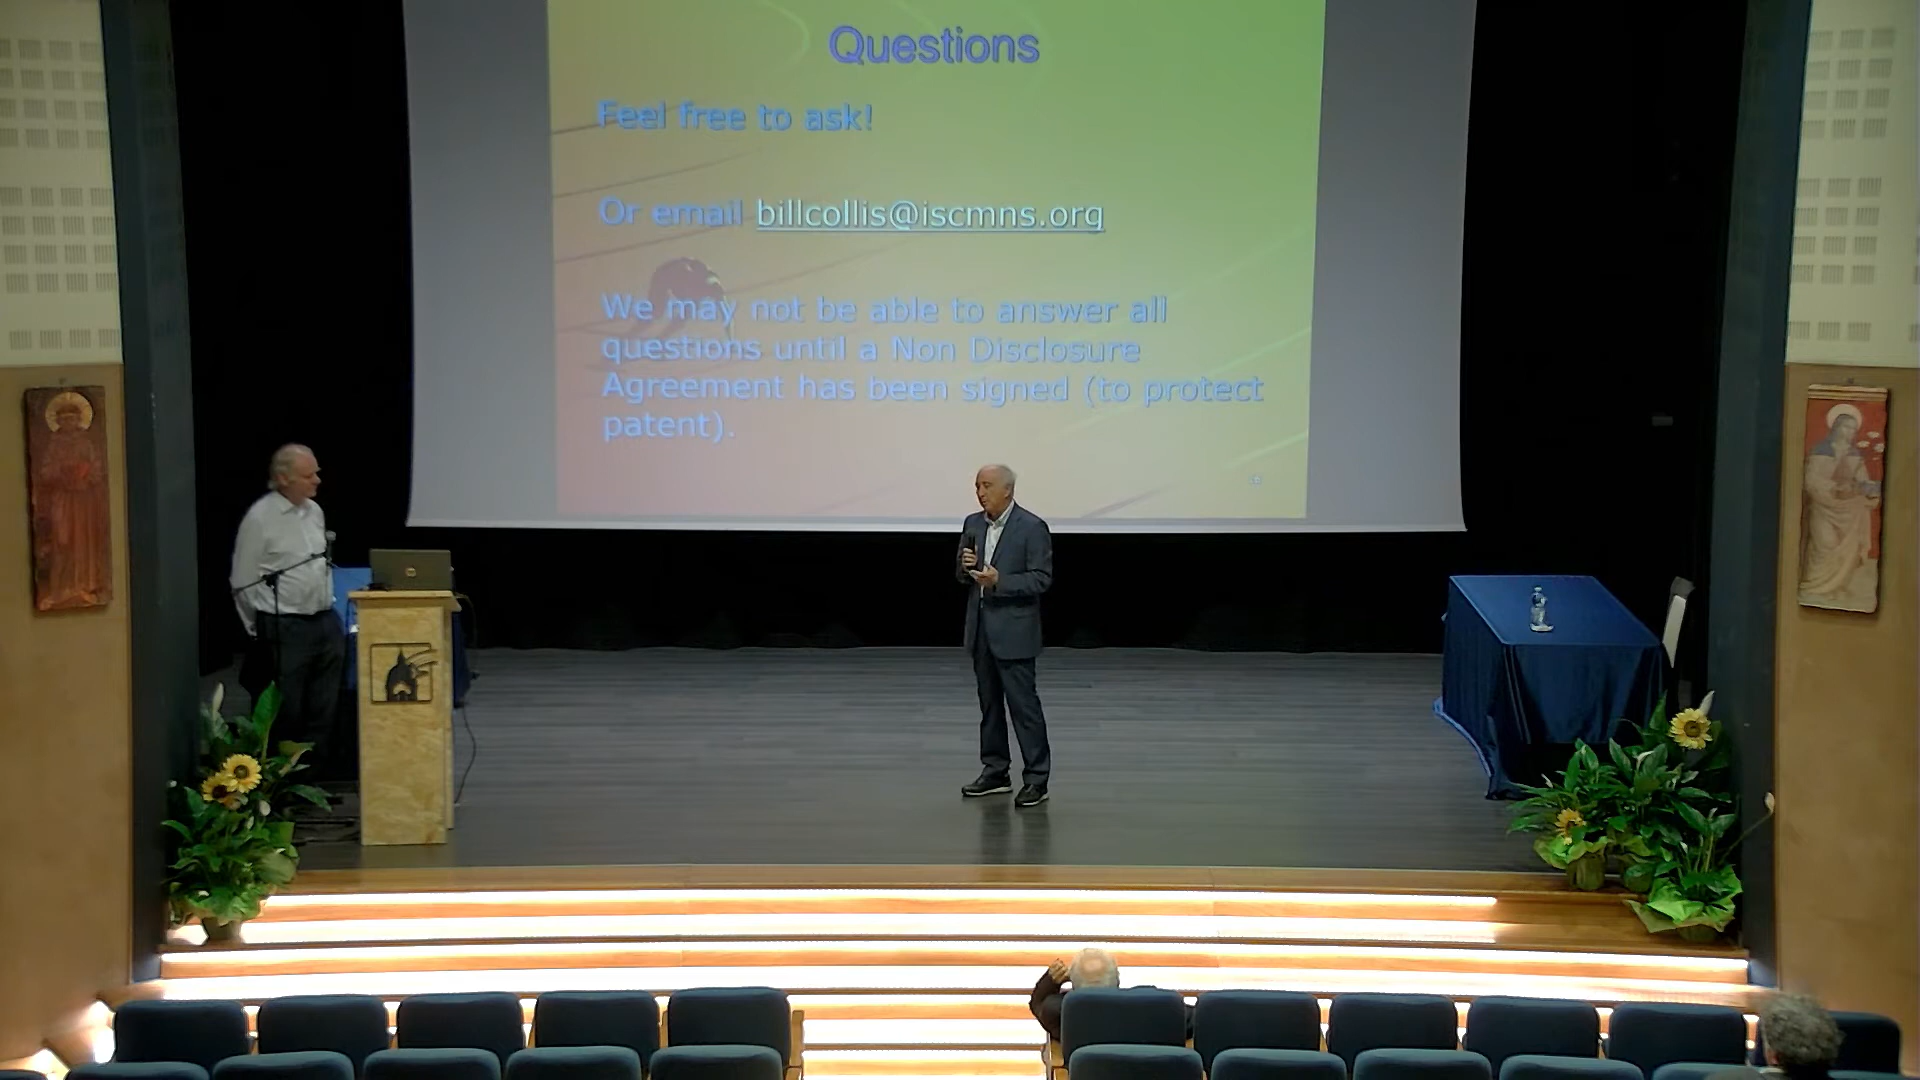 Questions
Feel free to ask!
Or email billcollis@iscmns.org
We may not be able to answer all
questions until a Non Disclosure
Agreement has been signed (to protect
patent).